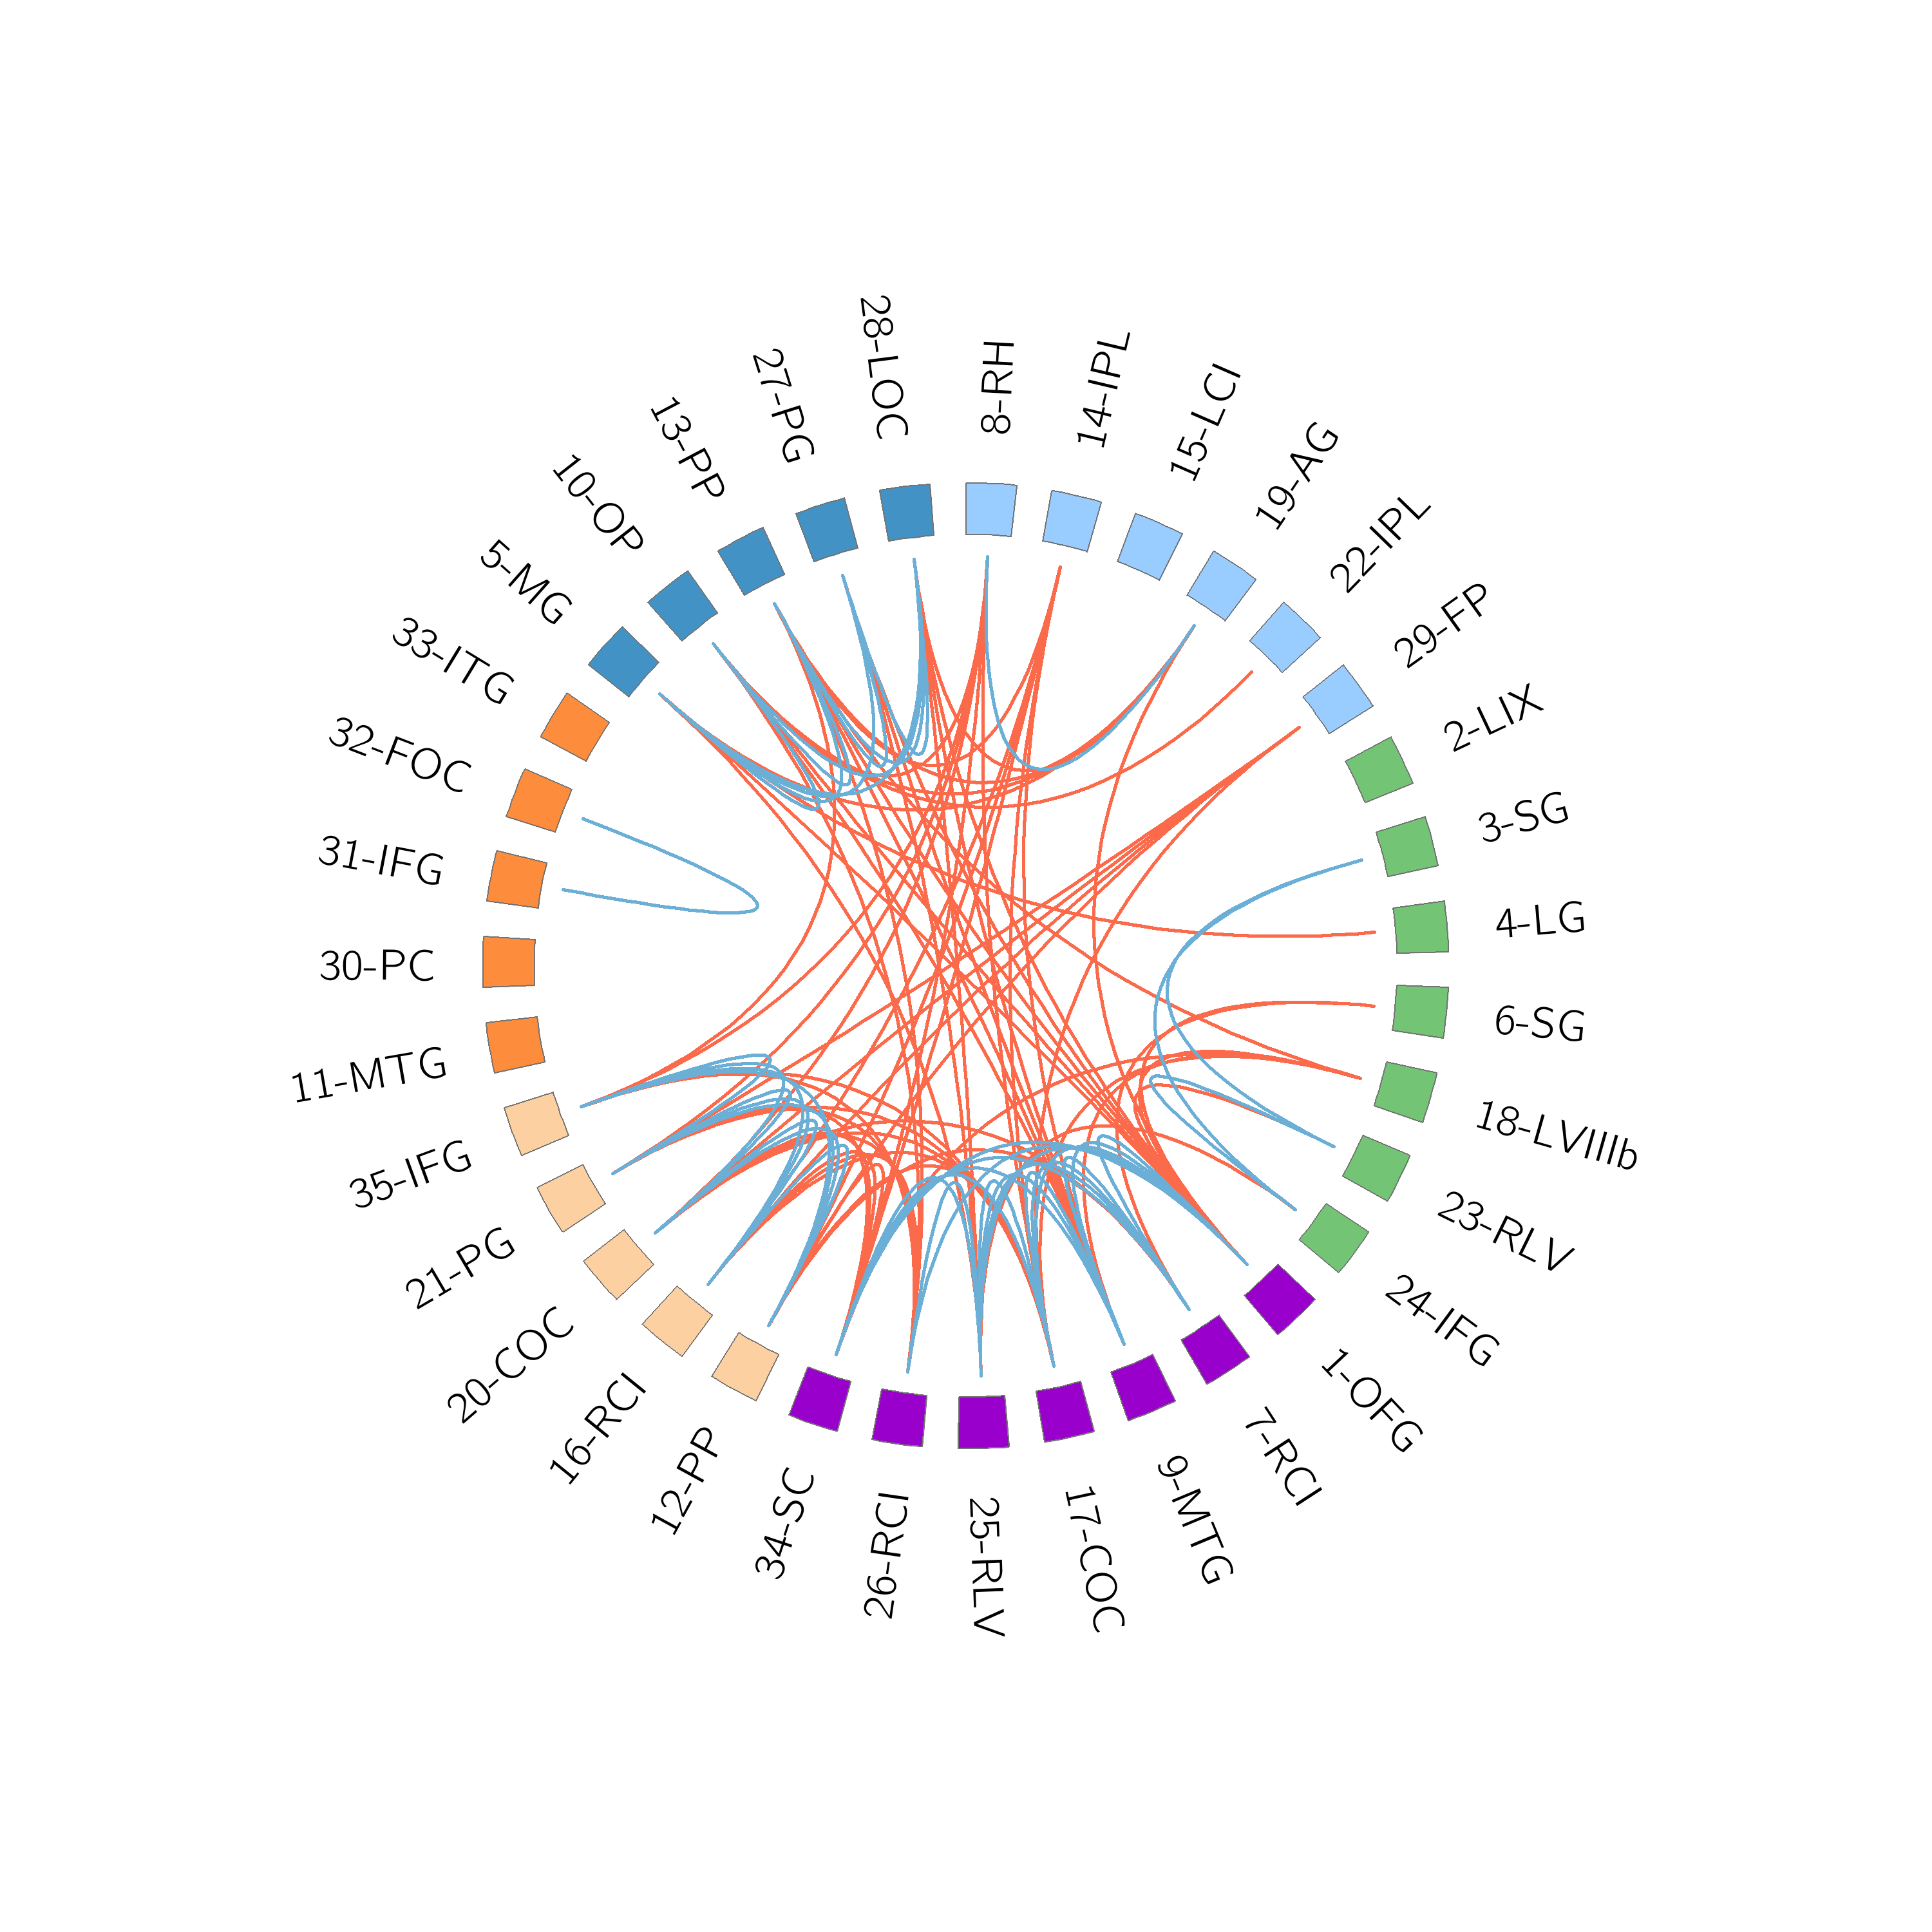 28-LOC
8-RH
14-IPL
15-LCI
19-AG
22-IPL
29-FP
2-LIX
3-SG
4-LG
6-SG
18-L VIIIIb
23-RLV
24-IFG
1-OFG
7-RCI
9-MTG
17-COC
25-RLV
26-RCI
34-SC
12-PP
16-RCI
20-COC
21-PG
35-IFG
11-MTG
30-PC
31-IFG
32-FOC
33-ITG
5-MG
10-OP
13-PP
27-PG